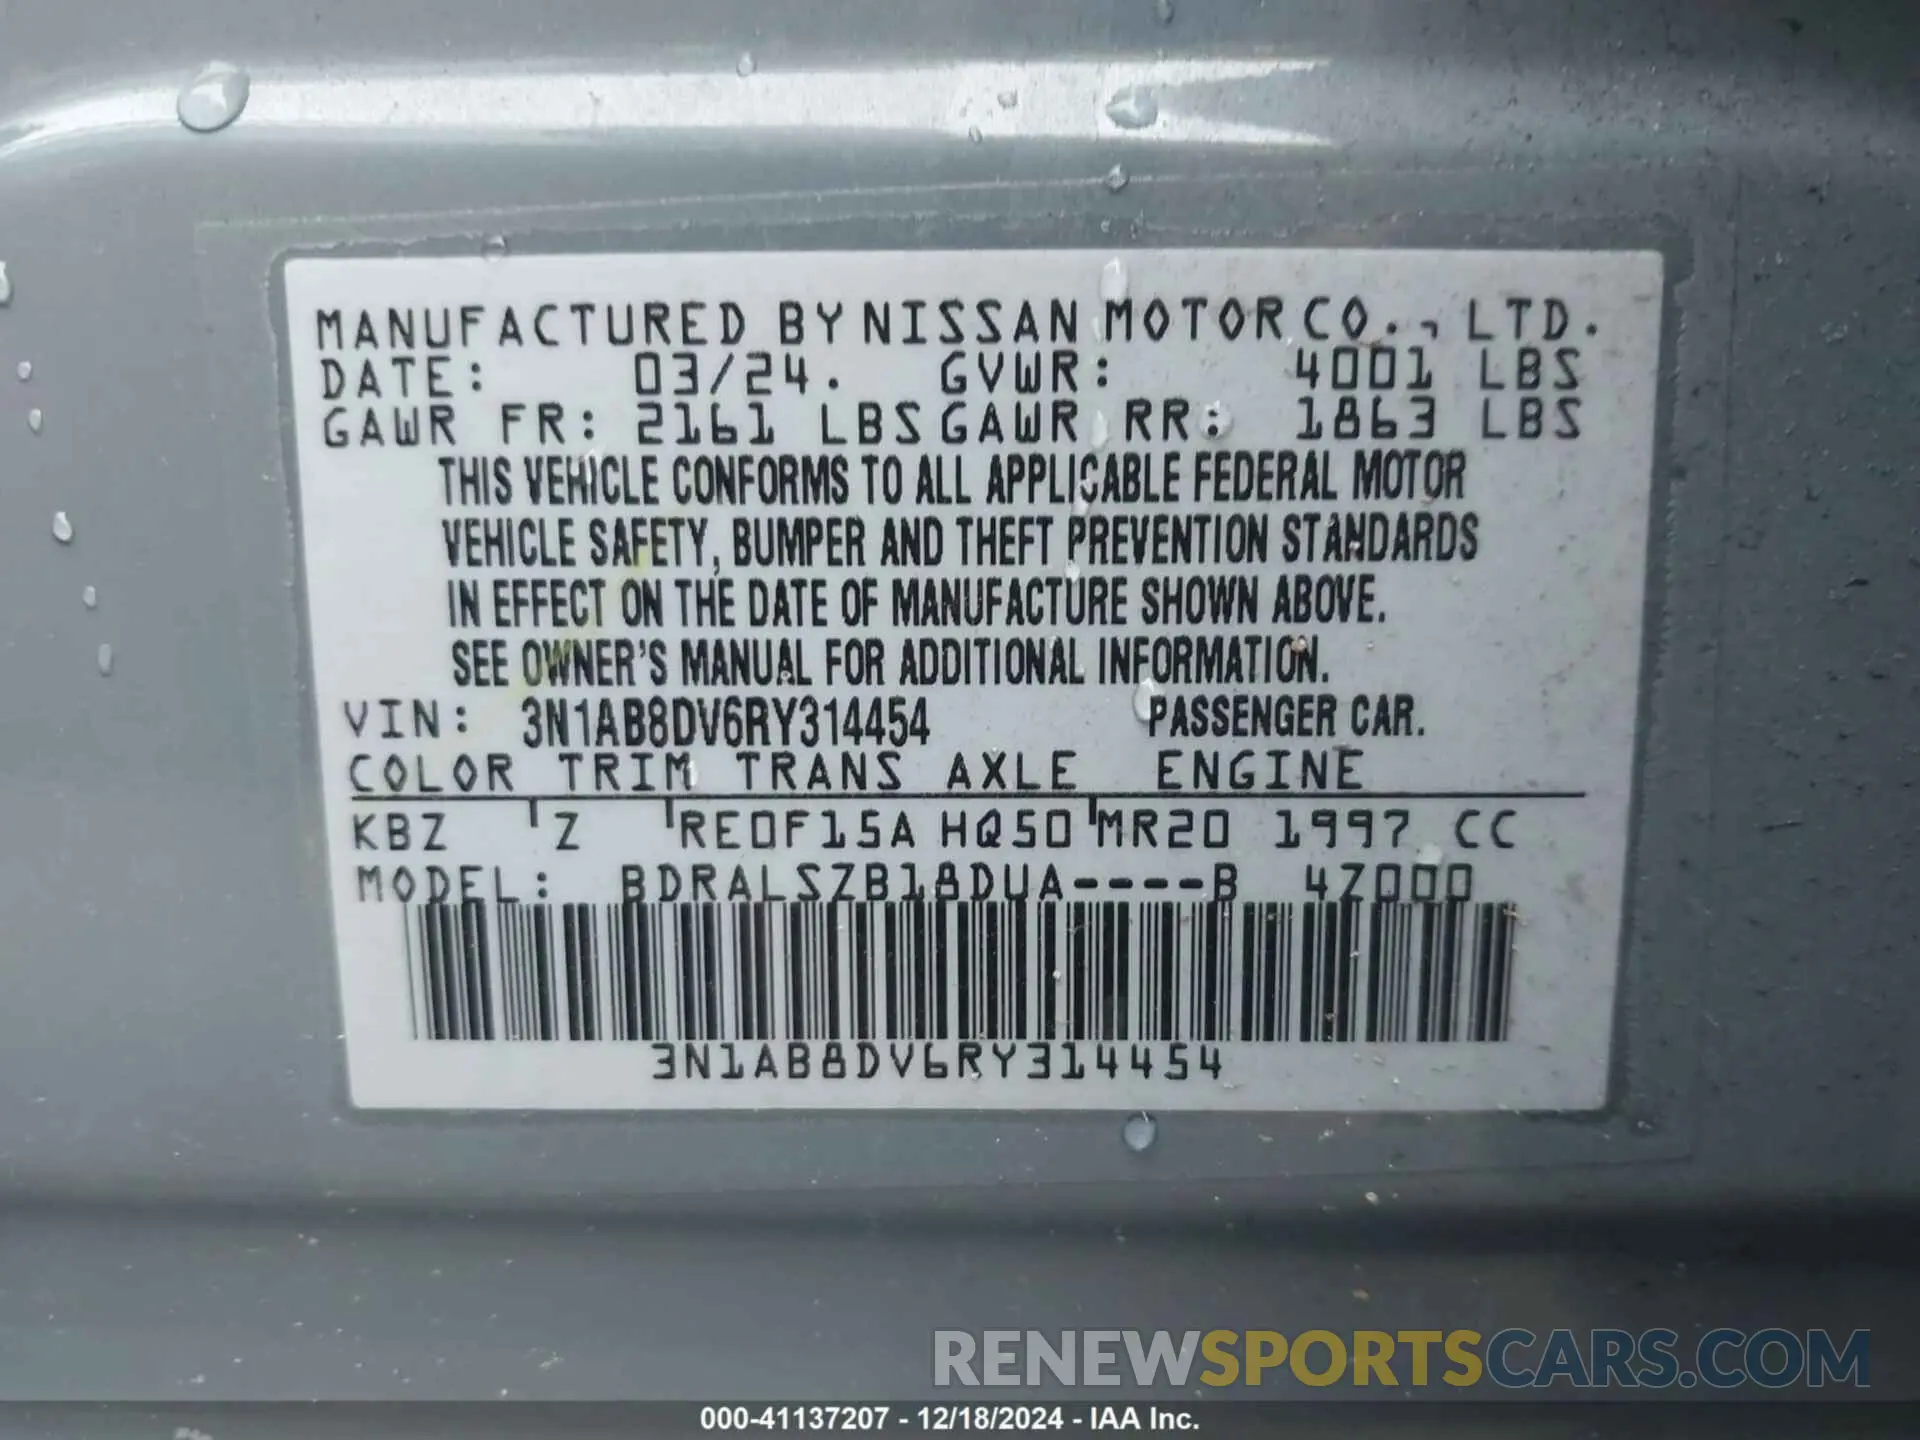 MANUFACTURED BY NISSAN MOTOR CO., LTD.
DATE: 03/24. GVWR: 4001 LBS
GAWR FR: 2161 LBS GAWR RR: 1863 LBS
THIS VEHICLE CONFORMS TO ALL APPLICABLE FEDERAL MOTOR
VEHICLE SAFETY, BUMPER AND THEFT PREVENTION STANDARDS
IN EFFECT ON THE DATE OF MANUFACTURE SHOWN ABOVE.
SEE OWNER'S MANUAL FOR ADDITIONAL INFORMATION.
VIN: 3N1AB8DV6RY314454 PASSENGER CAR.
COLOR TRIM TRANS AXLE ENGINE
KBZ Z RE0F15A HQ50 MR20 1997 CC
MODEL: BDRALSZB18DUA----B 4Z000
3N1AB8DV6RY314454
RENEWSPORTSCARS.COM
000-41137207 - 12/18/2024 - IAA Inc.